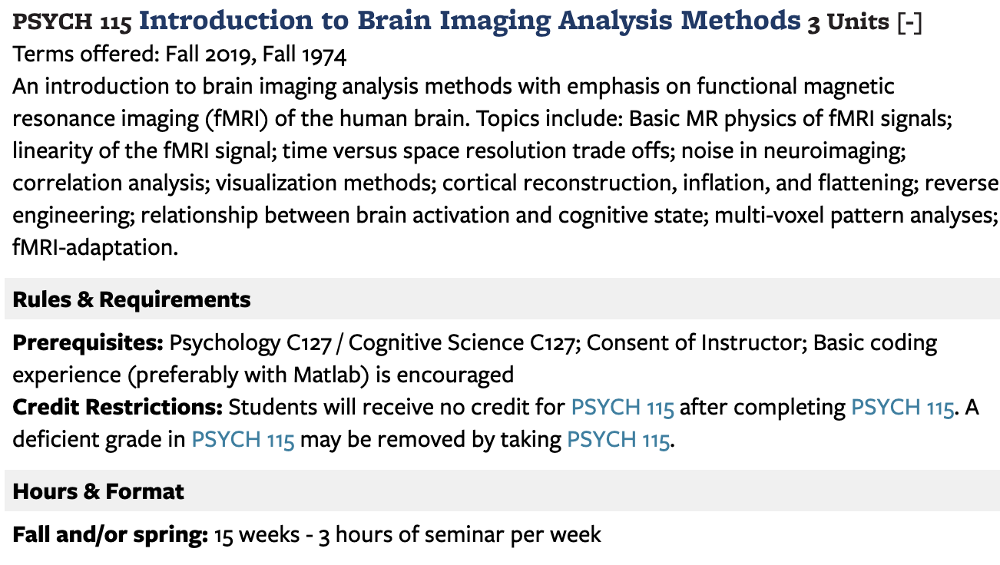 PSYCH 115 Introduction to Brain Imaging Analysis Methods 3 Units [-]
Terms offered: Fall 2019, Fall 1974
An introduction to brain imaging analysis methods with emphasis on functional magnetic
resonance imaging (fMRI) of the human brain. Topics include: Basic MR physics of fMRI signals;
linearity of the fMRI signal; time versus space resolution trade offs; noise in neuroimaging;
correlation analysis; visualization methods; cortical reconstruction, inflation, and flattening; reverse
engineering; relationship between brain activation and cognitive state; multi-voxel pattern analyses;
fMRI-adaptation.
Rules & Requirements
Prerequisites: Psychology C127 / Cognitive Science C127; Consent of Instructor; Basic coding
experience (preferably with Matlab) is encouraged
Credit Restrictions: Students will receive no credit for PSYCH 115 after completing PSYCH 115. A
deficient grade in PSYCH 115 may be removed by taking PSYCH 115.
Hours & Format
Fall and/or spring: 15 weeks - 3 hours of seminar per week